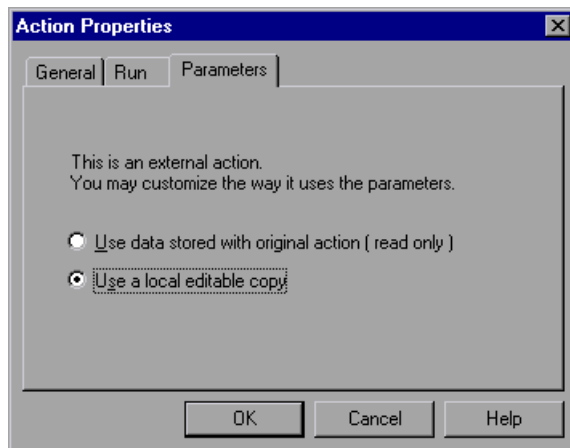 Action Properties
General Run Parameters
This is an external action.
You may customize the way it uses the parameters.
Use data stored with original action ( read only )
Use a local editable copy
OK Cancel Help